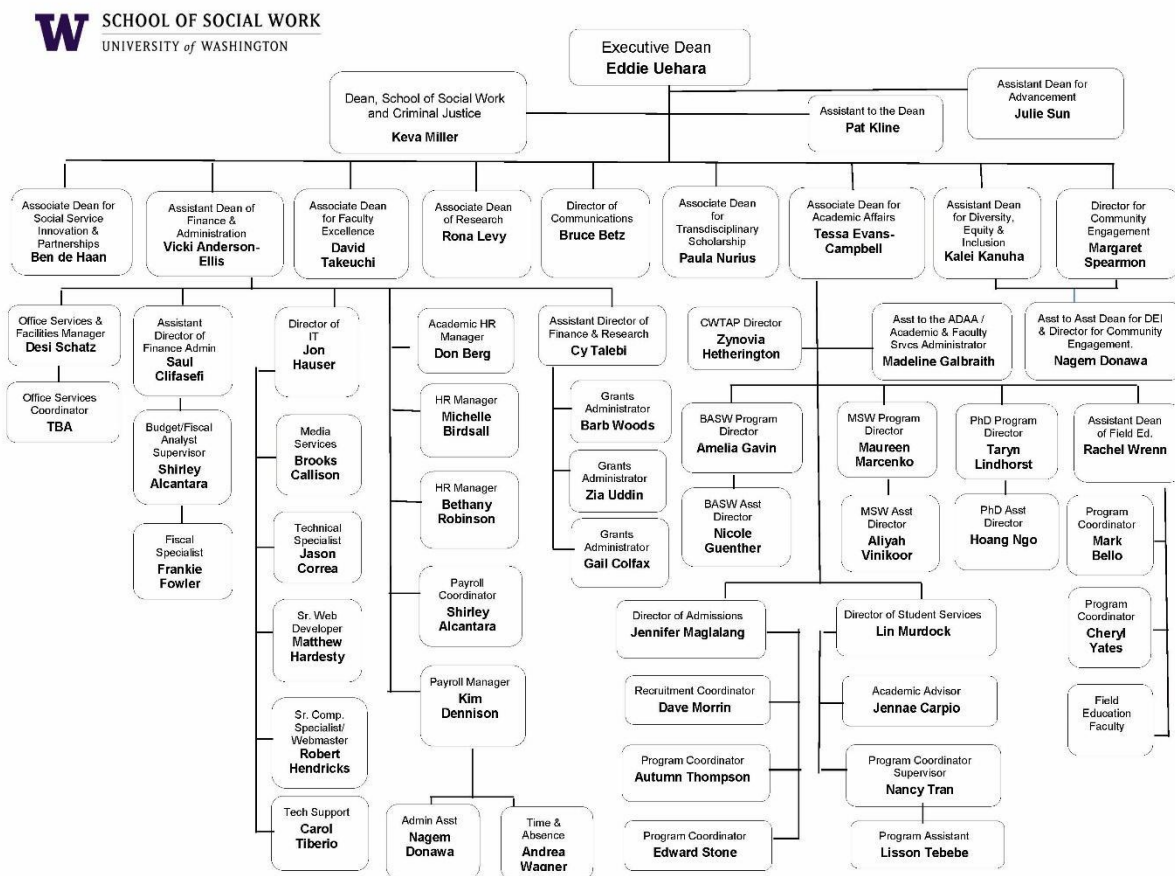 W SCHOOL OF SOCIAL WORK
UNIVERSITY of WASHINGTON
Executive Dean
Eddie Uehara
Dean, School of Social Work
and Criminal Justice
Keva Miller
Assistant to the Dean
Pat Kline
Assistant Dean for
Advancement
Julie Sun
Associate Dean for
Social Service
Innovation &
Partnerships
Ben de Haan
Assistant Dean of
Finance &
Administration
Vicki Anderson-
Ellis
Associate Dean
for Faculty
Excellence
David
Takeuchi
Associate Dean
of Research
Rona Levy
Director of
Communications
Bruce Betz
Associate Dean
for
Transdisciplinary
Scholarship
Paula Nurius
Associate Dean for
Academic Affairs
Tessa Evans-
Campbell
Assistant Dean
for Diversity,
Equity &
Inclusion
Kalei Kanuha
Director for
Community
Engagement
Margaret
Spearmon
Office Services &
Facilities Manager
Desi Schatz
Assistant
Director of
Finance Admin
Saul
Clifasefi
Director of
IT
Jon
Hauser
Academic HR
Manager
Don Berg
Assistant Director of
Finance & Research
Cy Talebi
CWTAP Director
Zynovia
Hetherington
Asst to the ADAA /
Academic & Faculty
Srvcs Administrator
Madeline Galbraith
Asst to Asst Dean for DEI
& Director for Community
Engagement.
Nagem Donawa
Office Services
Coordinator
TBA
Budget/Fiscal
Analyst
Supervisor
Shirley
Alcantara
Fiscal
Specialist
Frankie
Fowler
Media
Services
Brooks
Callison
Technical
Specialist
Jason
Correa
Sr. Web
Developer
Matthew
Hardesty
Sr. Comp.
Specialist/
Webmaster
Robert
Hendricks
Tech Support
Carol
Tiberio
HR Manager
Michelle
Birdsall
HR Manager
Bethany
Robinson
Payroll
Coordinator
Shirley
Alcantara
Payroll Manager
Kim
Dennison
Admin Asst
Nagem
Donawa
Time &
Absence
Andrea
Wagner
Grants
Administrator
Barb Woods
Grants
Administrator
Zia Uddin
Grants
Administrator
Gail Colfax
BASW Program
Director
Amelia Gavin
BASW Asst
Director
Nicole
Guenther
MSW Program
Director
Maureen
Marcenko
MSW Asst
Director
Aliyah
Vinikoor
PhD Program
Director
Taryn
Lindhorst
PhD Asst
Director
Hoang Ngo
Assistant Dean
of Field Ed.
Rachel Wrenn
Program
Coordinator
Mark
Bello
Program
Coordinator
Cheryl
Yates
Field
Education
Faculty
Director of Admissions
Jennifer Maglalang
Recruitment Coordinator
Dave Morrin
Program Coordinator
Autumn Thompson
Program Coordinator
Edward Stone
Director of Student Services
Lin Murdock
Academic Advisor
Jennae Carpio
Program Coordinator
Supervisor
Nancy Tran
Program Assistant
Lisson Tebebe